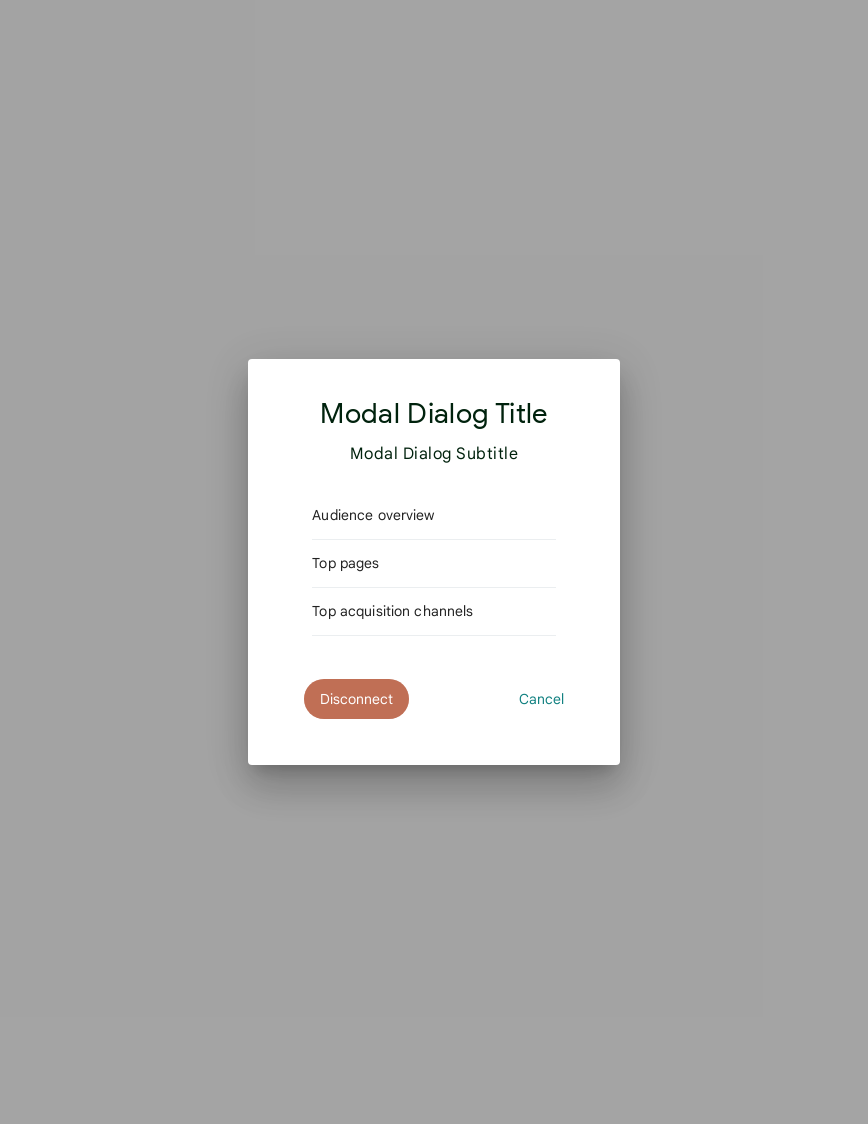 Modal Dialog Title
Modal Dialog Subtitle
Audience overview
Top pages
Top acquisition channels
Disconnect
Cancel